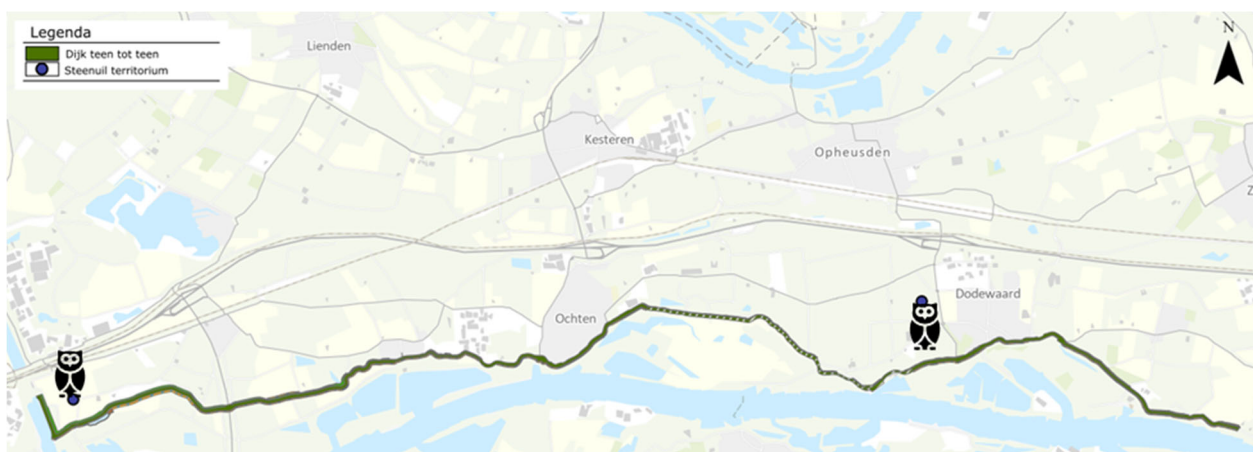 Legenda
Dijk teen tot teen
Steenuil territorium
N
Lienden
Kesteren
Opheusden
Z
Dodewaard
Ochten